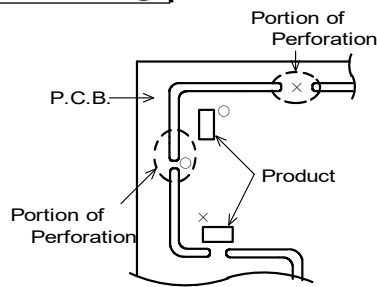 Portion of
Perforation
P.C.B.
×
○
○
Product
Portion of
Perforation
×